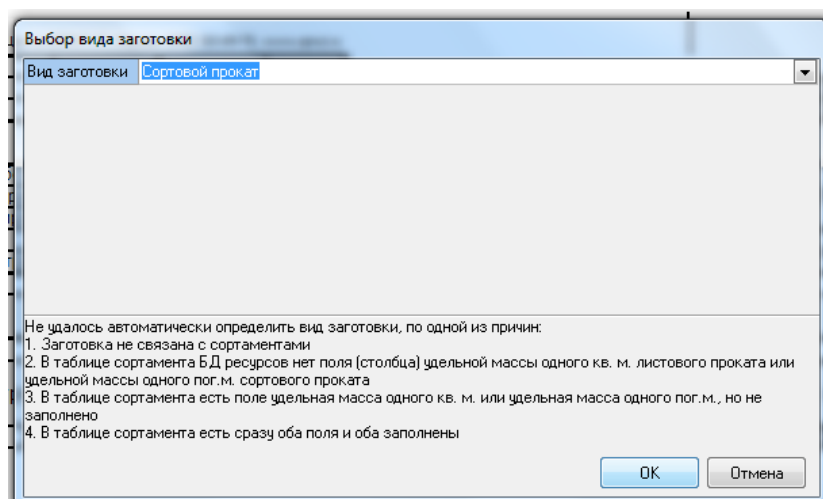 Выбор вида заготовки
Вид заготовки Сортовой прокат
Не удалось автоматически определить вид заготовки, по одной из причин:
1. Заготовка не связана с сортаментами
2. В таблице сортамента БД ресурсов нет поля (столбца) удельной массы одного кв. м. листового проката или
удельной массы одного пог.м. сортового проката
3. В таблице сортамента есть поле удельная масса одного кв. м. или удельная масса одного пог.м., но не
заполнено
4. В таблице сортамента есть сразу оба поля и оба заполнены
OK Отмена